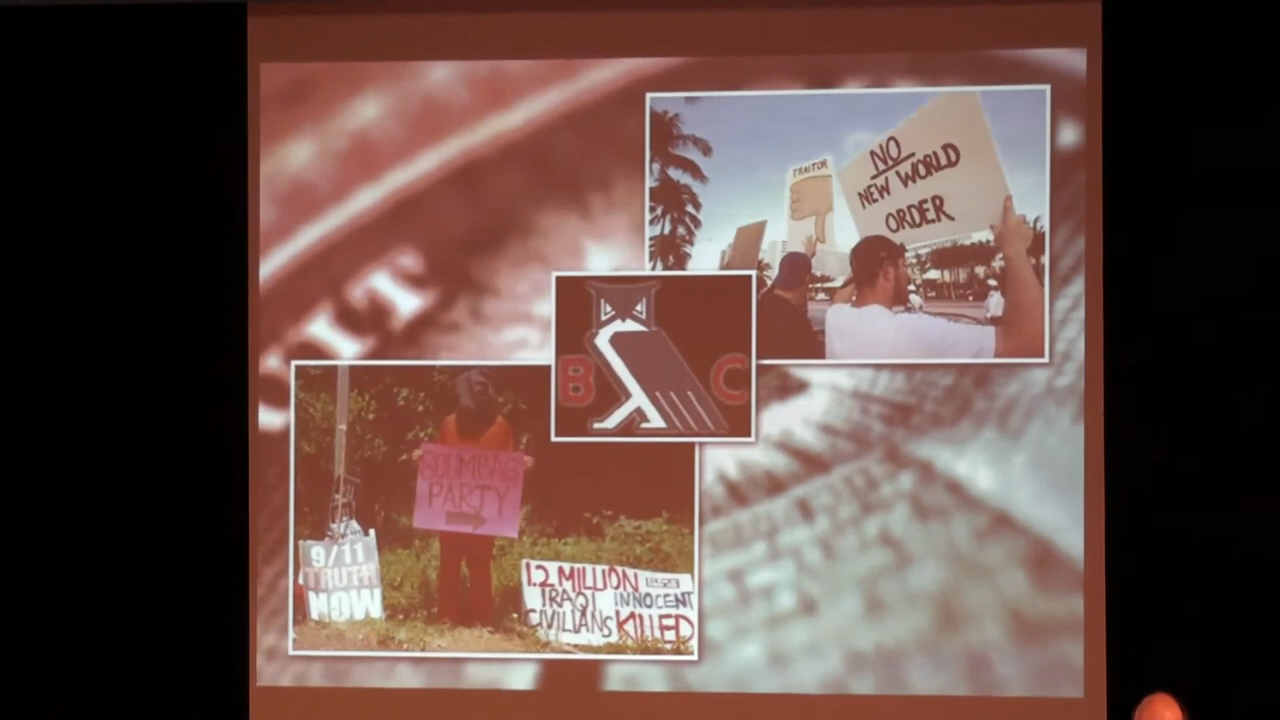 TRAITOR
NO
NEW WORLD
ORDER
B C
SCUMBAG
PARTY
9/11
TRUTH
NOW
1.2 MILLION
IRAQI INNOCENT
CIVILIANS KILLED